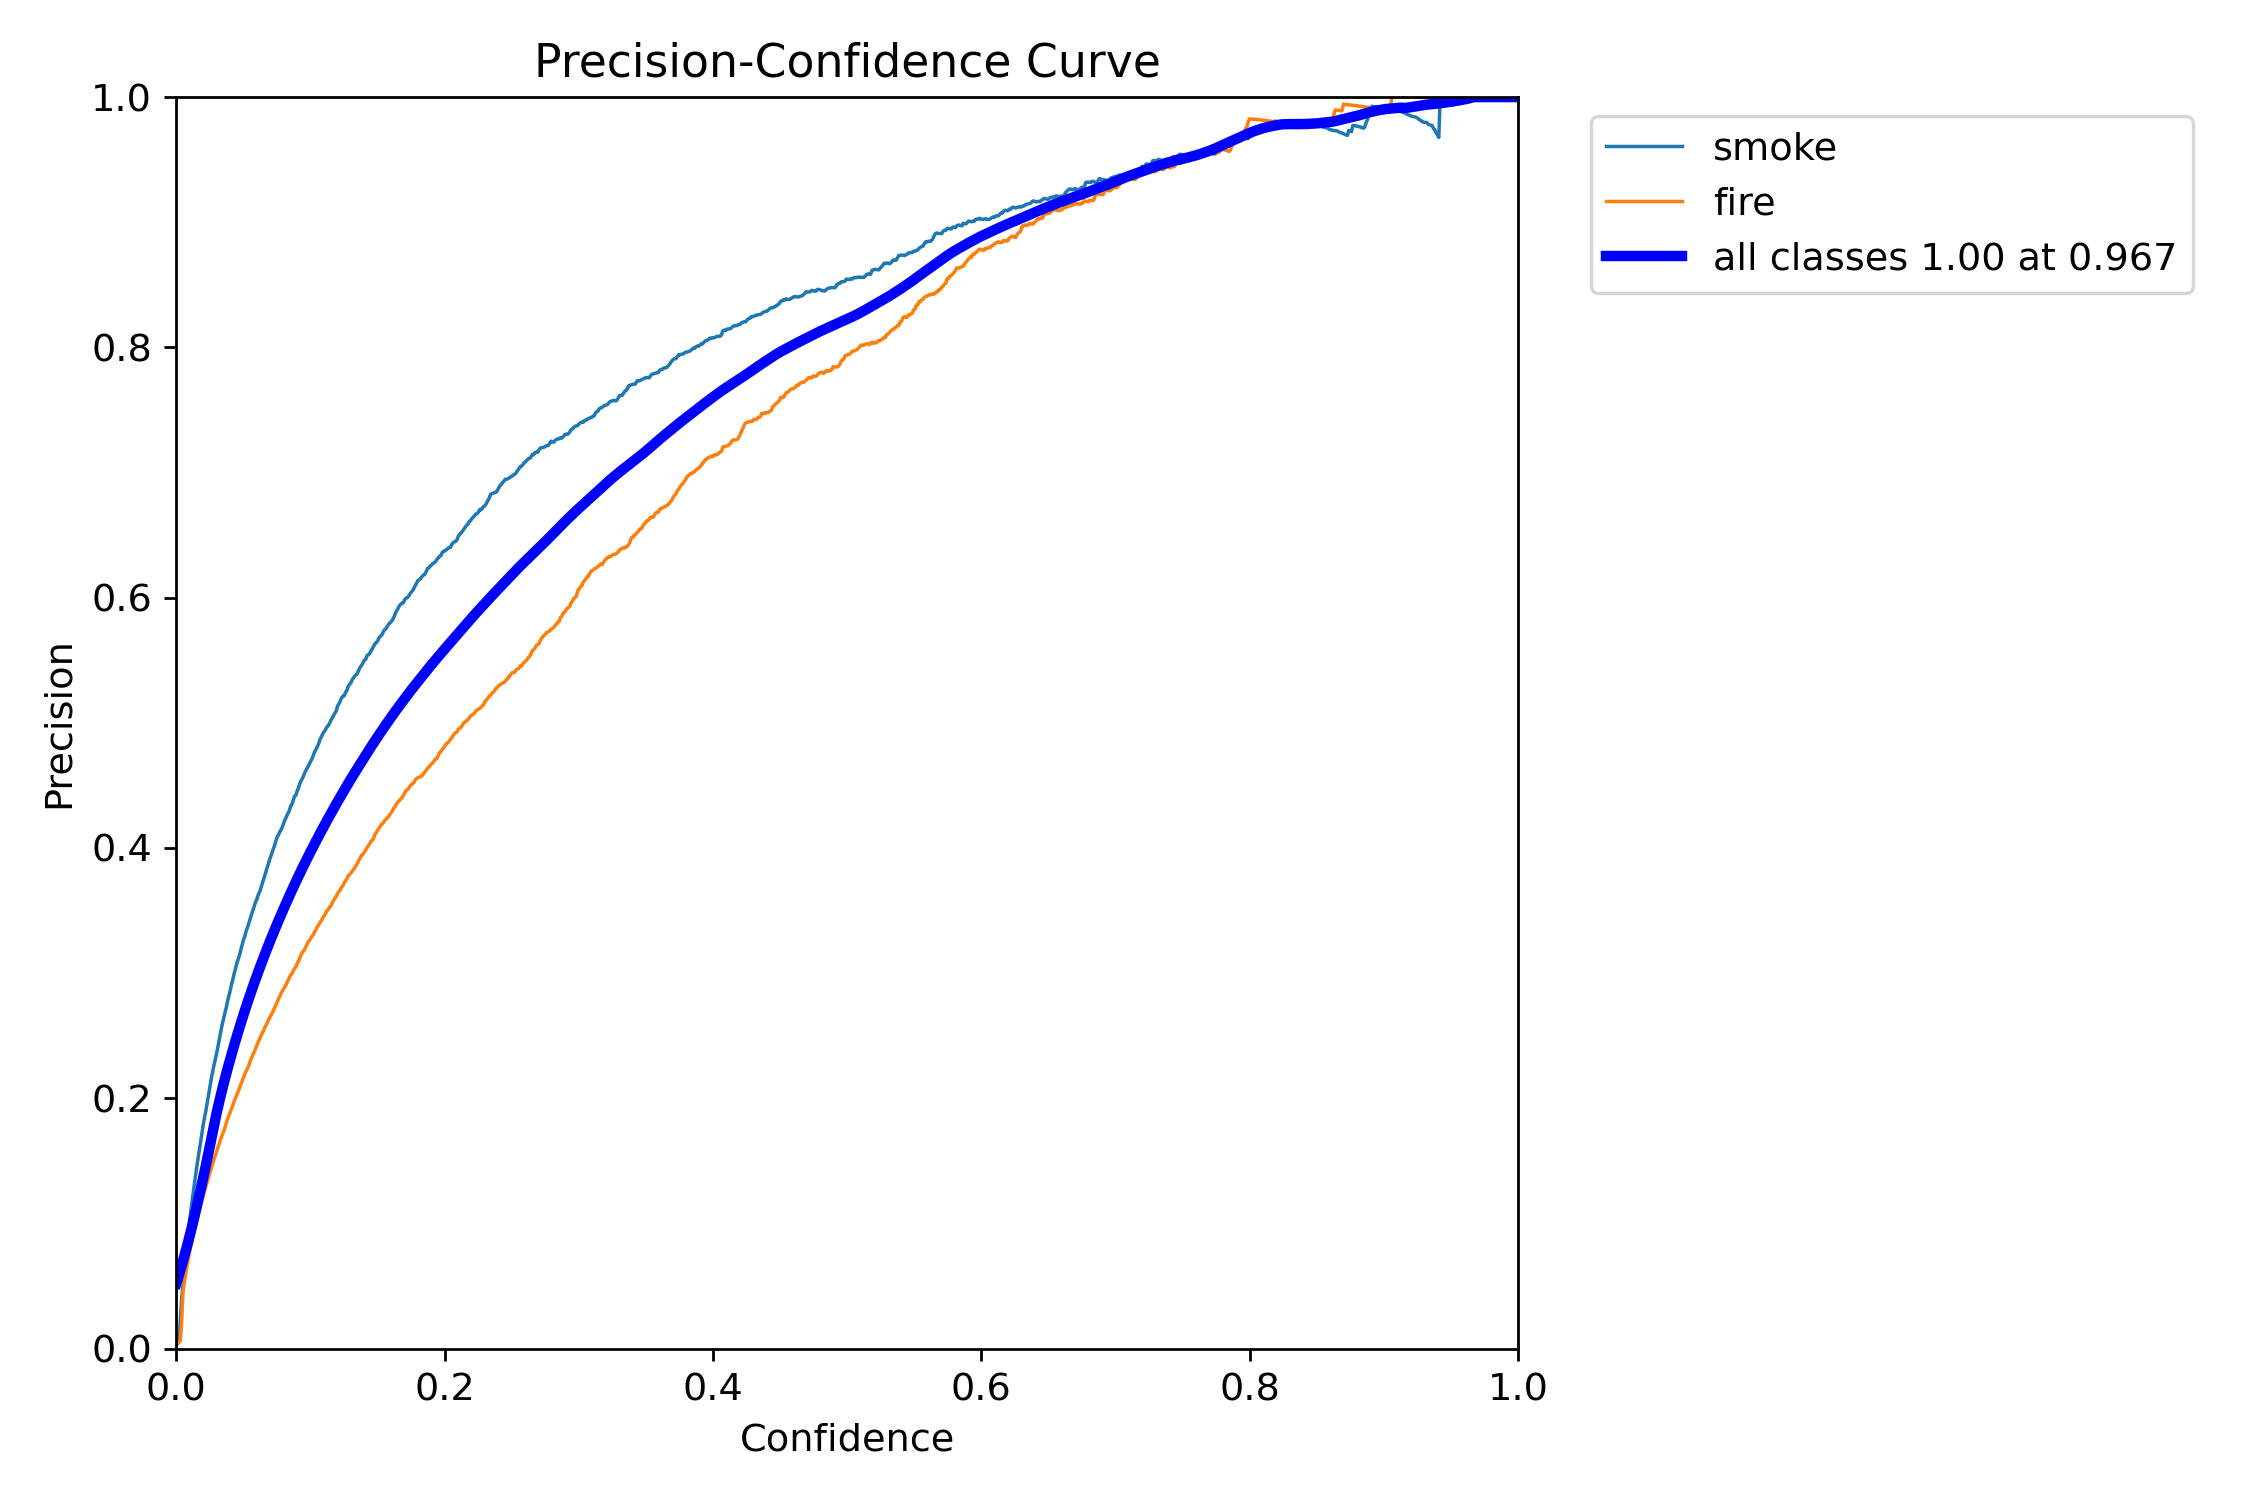 Precision-Confidence Curve
1.0
0.8
0.6
0.4
0.2
0.0
Precision
0.0 0.2 0.4 0.6 0.8 1.0
Confidence
smoke
fire
all classes 1.00 at 0.967